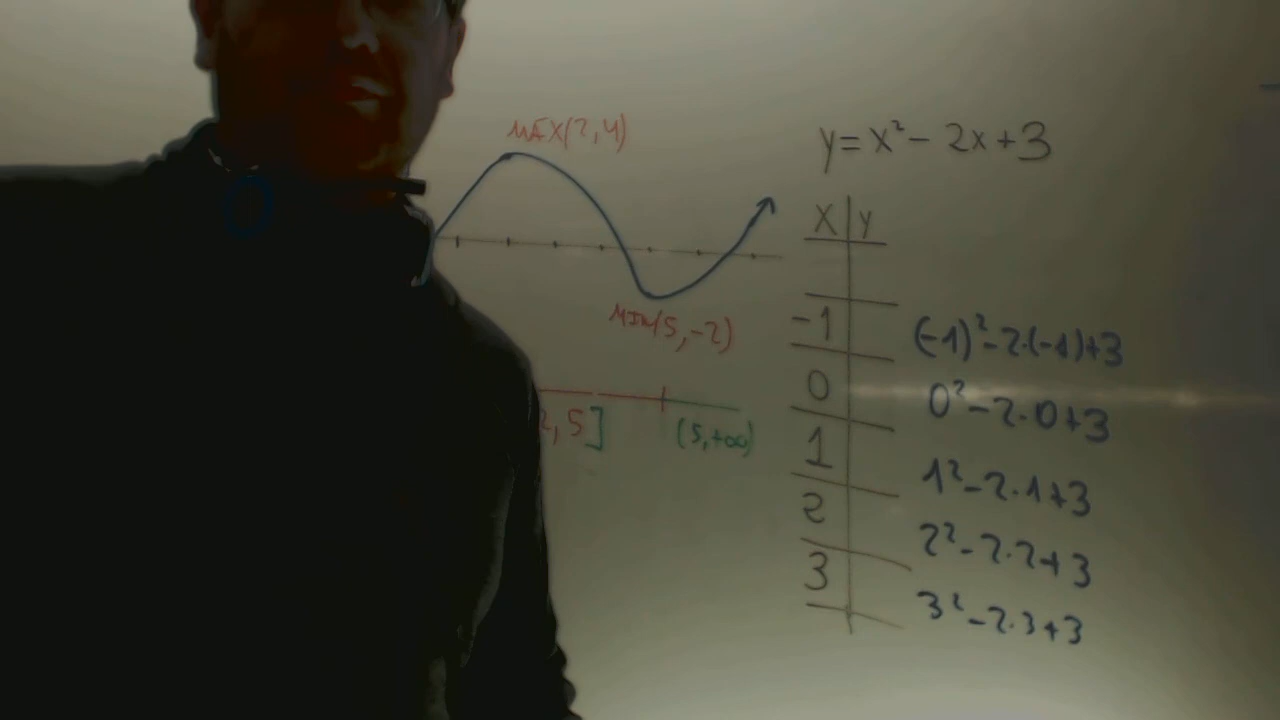 MAX(2,4)
MIN(5,-2)
2, 5]
(5,+∞)
y=x²-2x+3
X y
-1 (-1)²-2·(-1)+3
0 0²-2·0+3
1 1²-2·1+3
2 2²-2·2+3
3 3²-2·3+3